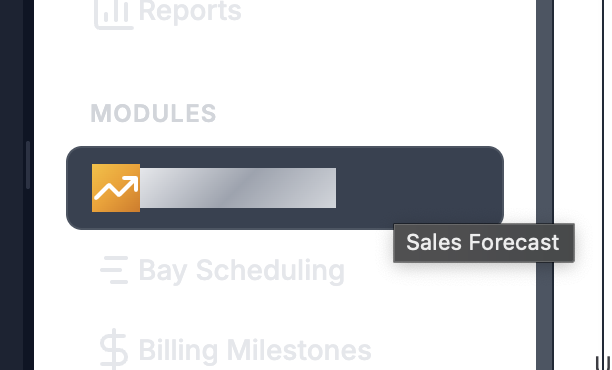 Reports
MODULES
Sales Forecast
Bay Scheduling
Billing Milestones